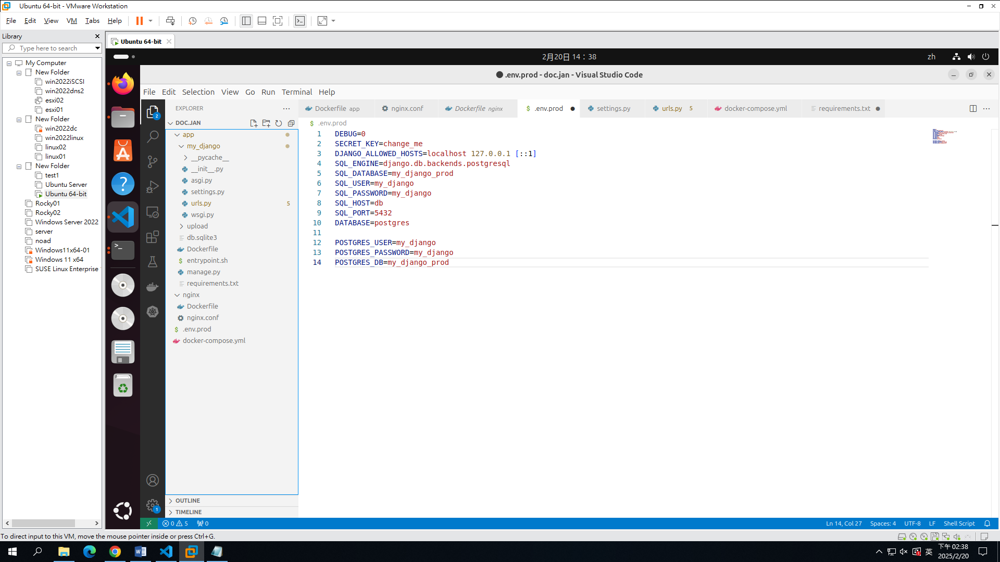 Ubuntu 64-bit - VMware Workstation
File Edit View VM Tabs Help
Library
Type here to search
My Computer
New Folder
win2022iSCSI
win2022dns2
esxi02
esxi01
New Folder
win2022dc
win2022linux
linux02
linux01
New Folder
test1
Ubuntu Server
Ubuntu 64-bit
Rocky01
Rocky02
Windows Server 2022
server
noad
Windows11x64-01
Windows 11 x64
SUSE Linux Enterprise
Ubuntu 64-bit
2月20日 14：38
zh
.env.prod - doc.jan - Visual Studio Code
File Edit Selection View Go Run Terminal Help
2
EXPLORER
DOC.JAN
app
my_django
__pycache__
__init__.py
asgi.py
settings.py
urls.py 5
wsgi.py
upload
db.sqlite3
Dockerfile
entrypoint.sh
manage.py
requirements.txt
nginx
Dockerfile
nginx.conf
.env.prod
docker-compose.yml
OUTLINE
TIMELINE
1
Dockerfile app nginx.conf Dockerfile nginx .env.prod settings.py urls.py 5 docker-compose.yml requirements.txt
.env.prod
1 DEBUG=0
2 SECRET_KEY=change_me
3 DJANGO_ALLOWED_HOSTS=localhost 127.0.0.1 [::1]
4 SQL_ENGINE=django.db.backends.postgresql
5 SQL_DATABASE=my_django_prod
6 SQL_USER=my_django
7 SQL_PASSWORD=my_django
8 SQL_HOST=db
9 SQL_PORT=5432
10 DATABASE=postgres
11
12 POSTGRES_USER=my_django
13 POSTGRES_PASSWORD=my_django
14 POSTGRES_DB=my_django_prod
0 5 0
Ln 14, Col 27 Spaces: 4 UTF-8 LF Shell Script
To direct input to this VM, move the mouse pointer inside or press Ctrl+G.
英
下午 02:38
2025/2/20